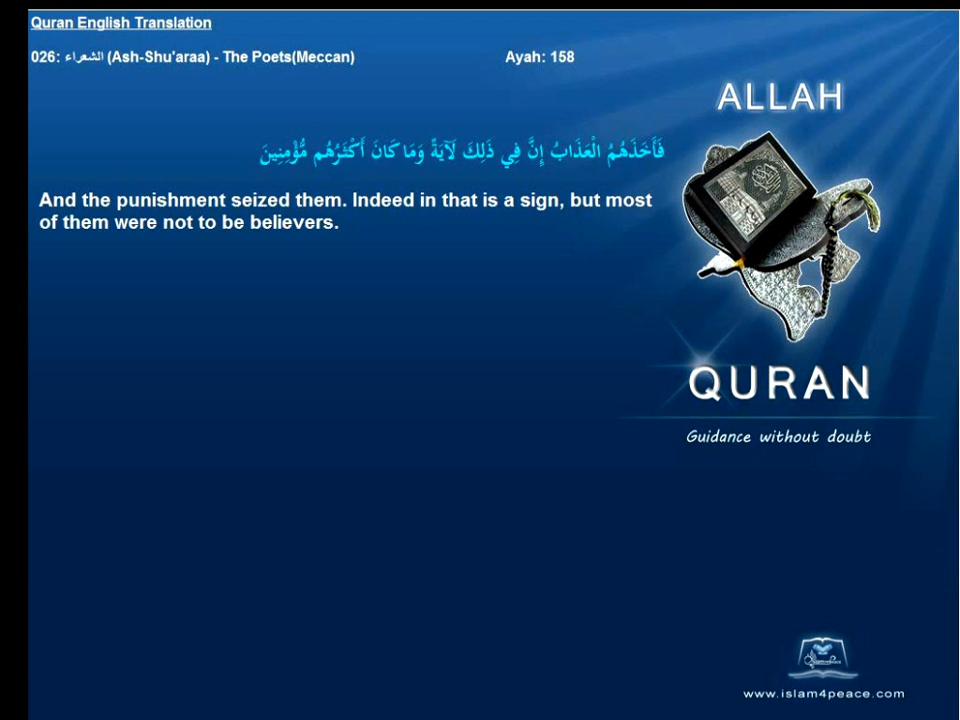 Quran English Translation
026: الشعراء (Ash-Shu'araa) - The Poets(Meccan) Ayah: 158
ALLAH
فَأَخَذَهُمُ الْعَذَابُ إِنَّ فِي ذَلِكَ لَآيَةً وَمَا كَانَ أَكْثَرُهُم مُّؤْمِنِينَ
And the punishment seized them. Indeed in that is a sign, but most
of them were not to be believers.
QURAN
Guidance without doubt
www.islam4peace.com